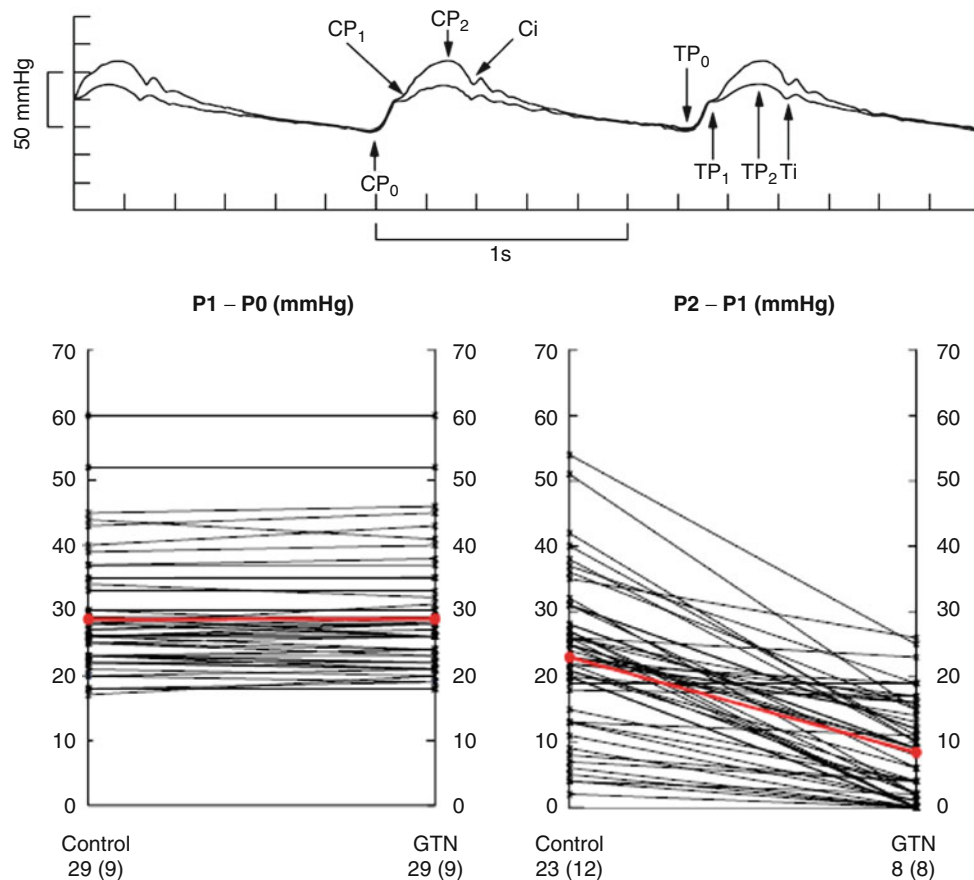 CP₂
CP₁
Ci
TP₀
50 mmHg
TP₁ TP₂ Ti
CP₀
1s
P1 – P0 (mmHg)
P2 – P1 (mmHg)
70 70 70 70
60 60 60 60
50 50 50 50
40 40 40 40
30 30 30 30
20 20 20 20
10 10 10 10
0 0 0 0
Control GTN Control GTN
29 (9) 29 (9) 23 (12) 8 (8)